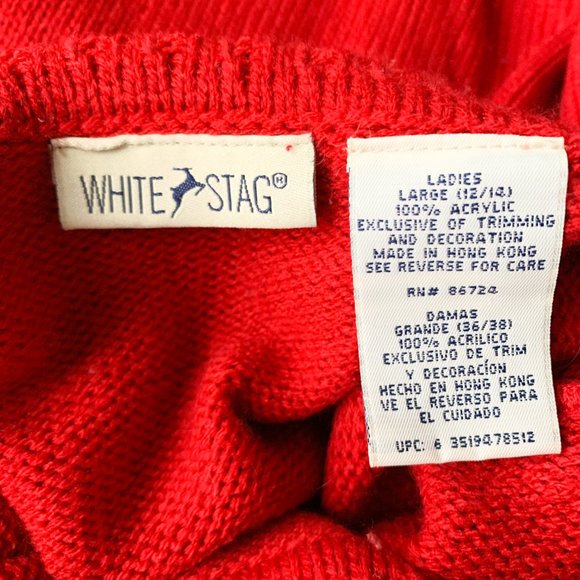 WHITE STAG®
LADIES
LARGE (12/14)
100% ACRYLIC
EXCLUSIVE OF TRIMMING
AND DECORATION
MADE IN HONG KONG
SEE REVERSE FOR CARE
RN# 86724
DAMAS
GRANDE (36/38)
100% ACRILICO
EXCLUSIVO DE, TRIM
Y DECORACIÓN
HECHO EN HONG KONG
VE EL REVERSO PARA
EL CUIDADO
UPC: 6 3519478512